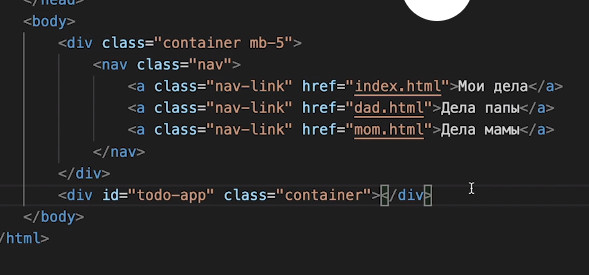 </head>
<body>
<div class="container mb-5">
<nav class="nav">
<a class="nav-link" href="index.html">Мои дела</a>
<a class="nav-link" href="dad.html">Дела папы</a>
<a class="nav-link" href="mom.html">Дела мамы</a>
</nav>
</div>
<div id="todo-app" class="container"></div>
</body>
/html>